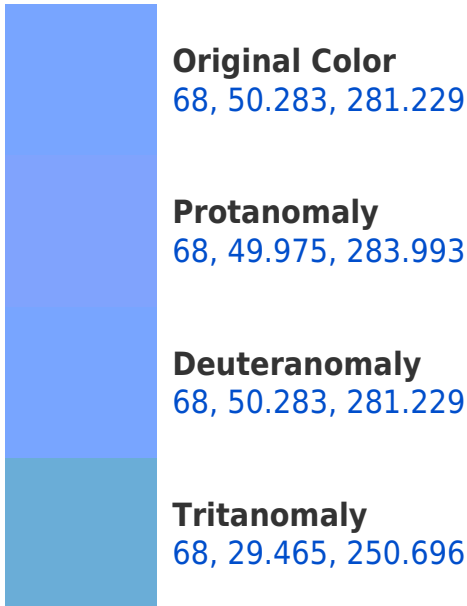 Original Color
68, 50.283, 281.229
Protanomaly
68, 49.975, 283.993
Deuteranomaly
68, 50.283, 281.229
Tritanomaly
68, 29.465, 250.696